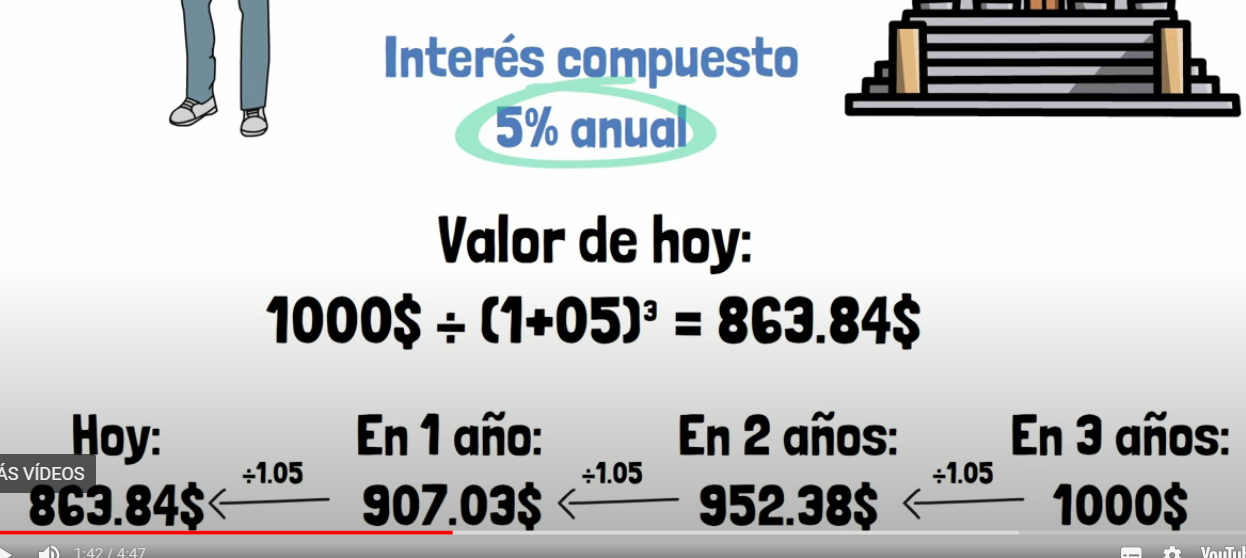 Interés compuesto
5% anual
Valor de hoy:
1000$ ÷ (1+05)³ = 863.84$
Hoy: En 1 año: En 2 años: En 3 años:
ÁS VÍDEOS ÷1.05 ÷1.05 ÷1.05
863.84$ 907.03$ 952.38$ 1000$
1:42 / 4:47